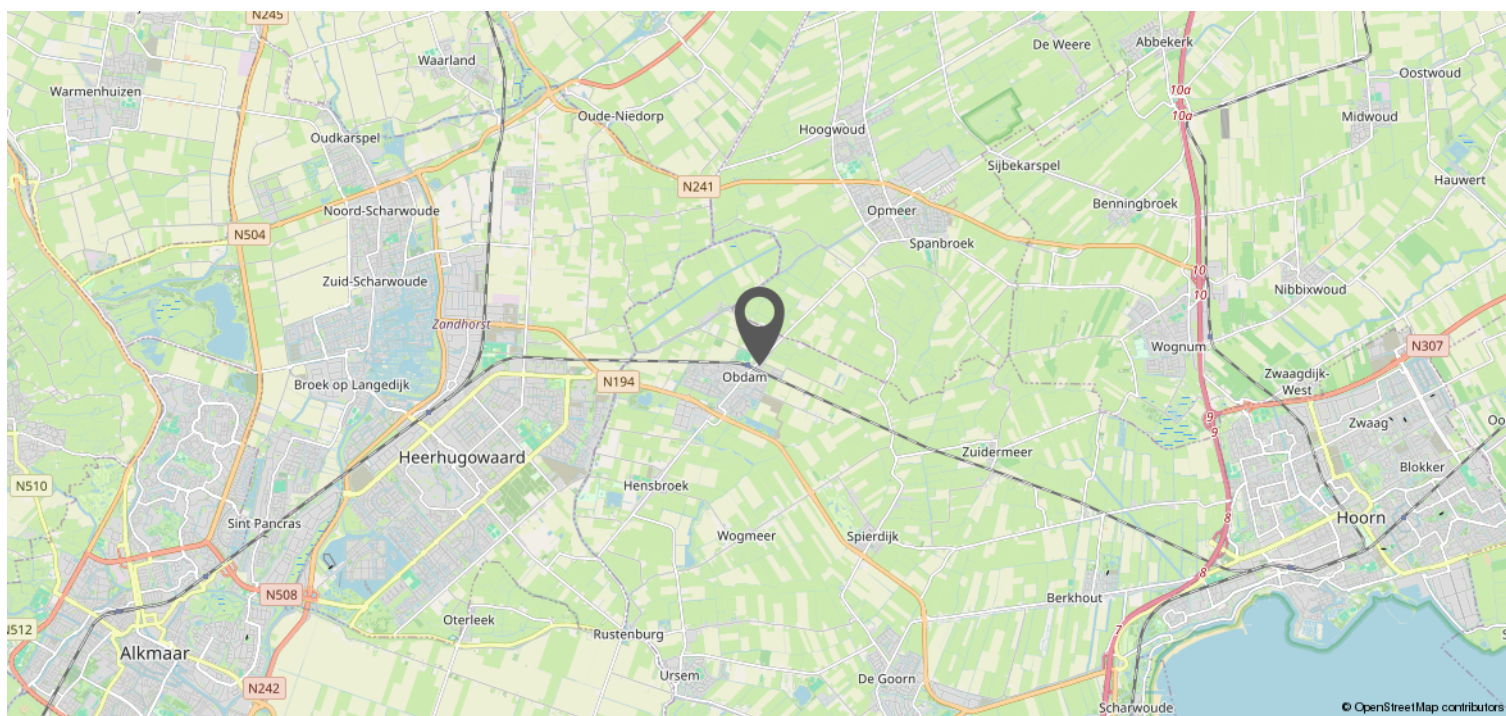 N245
De Weere
Abbekerk
Waarland
Oostwoud
Warmenhuizen
10a
10a
Oude-Niedorp
Midwoud
Hoogwoud
Oudkarspel
Sijbekarspel
Hauwert
N241
Benningbroek
Noord-Scharwoude
Opmeer
N504
Spanbroek
10
Zuid-Scharwoude
Nibbixwoud
10
Zandhorst
Wognum
N307
Zwaagdijk-
West
Obdam
N194
Broek op Langedijk
9
9
Zwaag
Heerhugowaard
Zuidermeer
Blokker
N510
Hensbroek
8
Hoorn
Sint Pancras
Wogmeer
Spierdijk
8
N508
Berkhout
Oterleek
7
N512
Rustenburg
Alkmaar
Ursem
De Goorn
N242
Scharwoude
© OpenStreetMap contributors